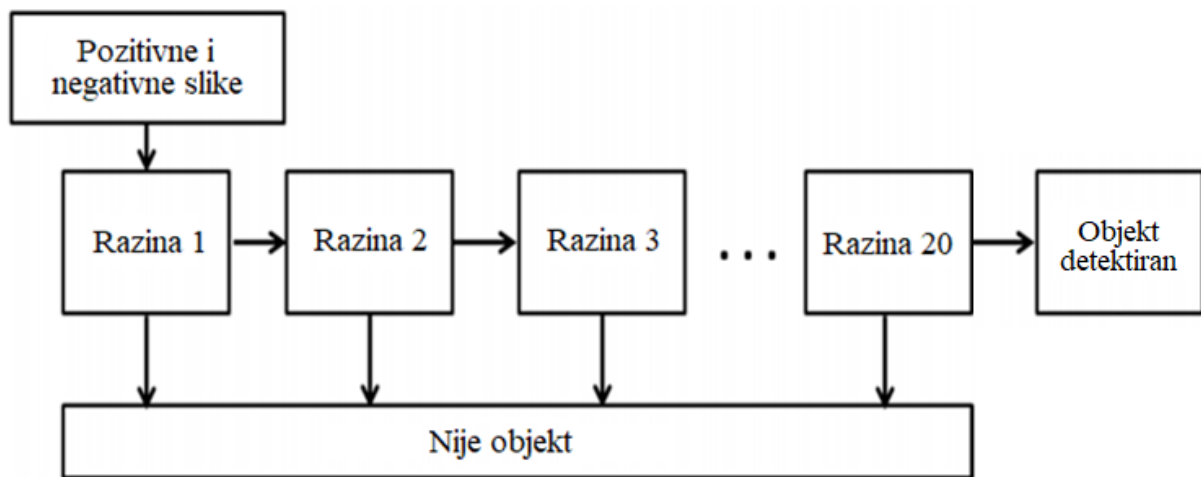 Pozitivne i
negativne slike
Razina 1
Razina 2
Razina 3
. . .
Razina 20
Objekt
detektiran
Nije objekt